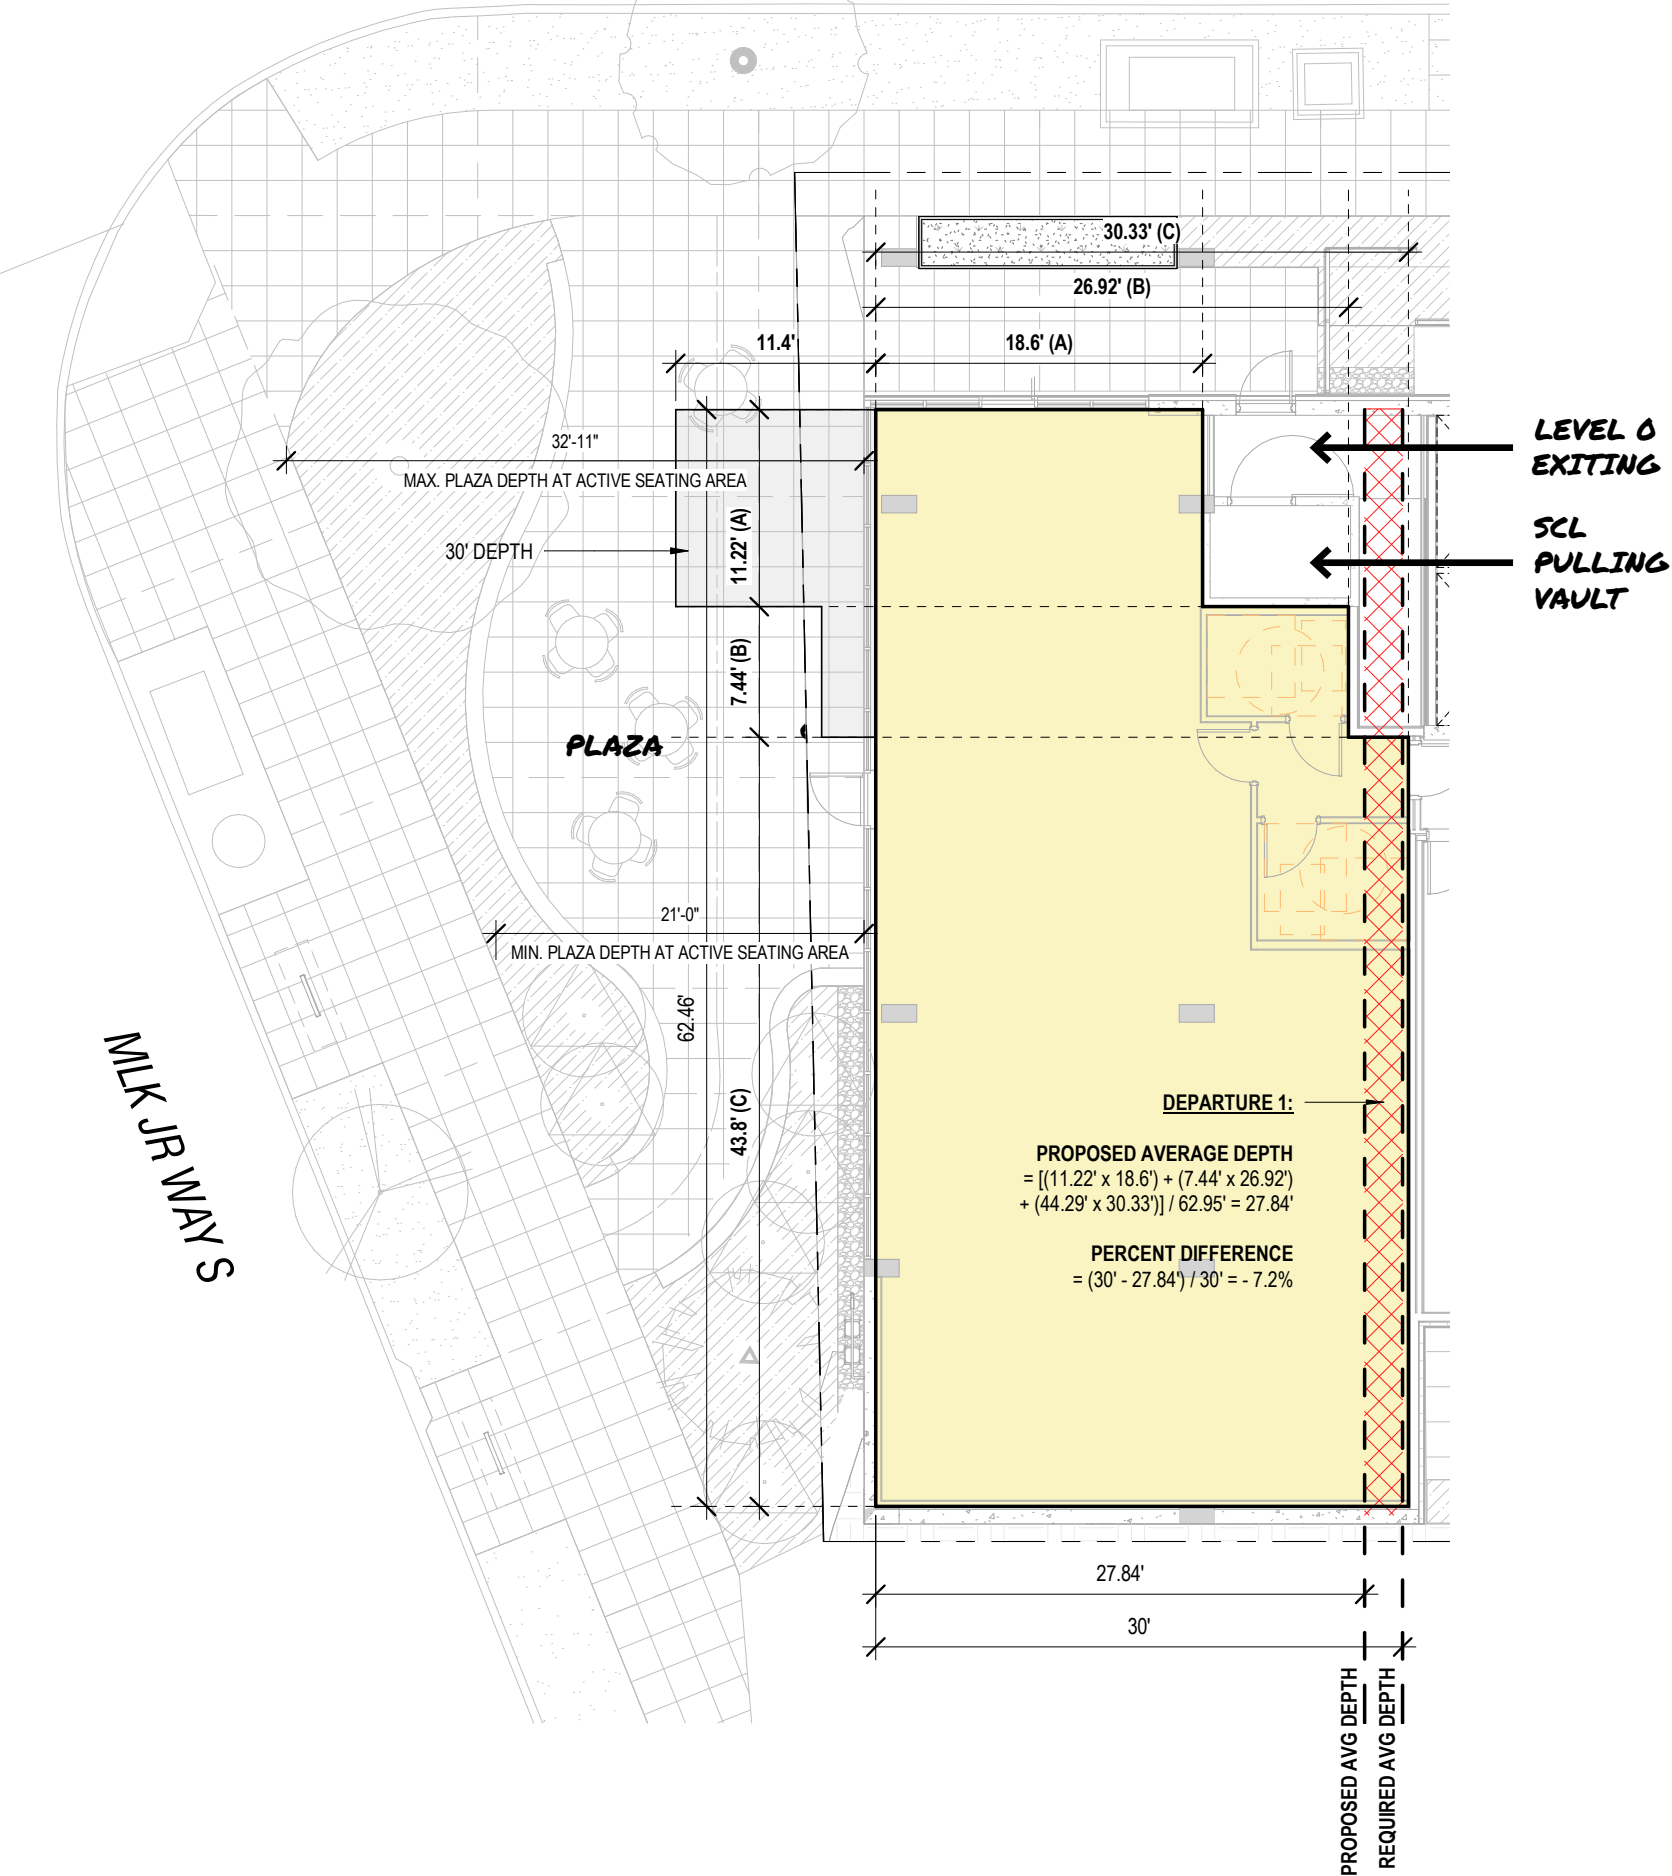 30.33' (C)
26.92' (B)
11.4'
18.6' (A)
32'-11"
MAX. PLAZA DEPTH AT ACTIVE SEATING AREA
30' DEPTH
11.22' (A)
7.44' (B)
PLAZA
21'-0"
MIN. PLAZA DEPTH AT ACTIVE SEATING AREA
62.46'
43.8' (C)
LEVEL 0
EXITING
SCL
PULLING
VAULT
MLK JR WAY S
DEPARTURE 1:
PROPOSED AVERAGE DEPTH
= [(11.22' x 18.6') + (7.44' x 26.92')
+ (44.29' x 30.33')] / 62.95' = 27.84'
PERCENT DIFFERENCE
= (30' - 27.84') / 30' = - 7.2%
27.84'
30'
PROPOSED AVG DEPTH
REQUIRED AVG DEPTH